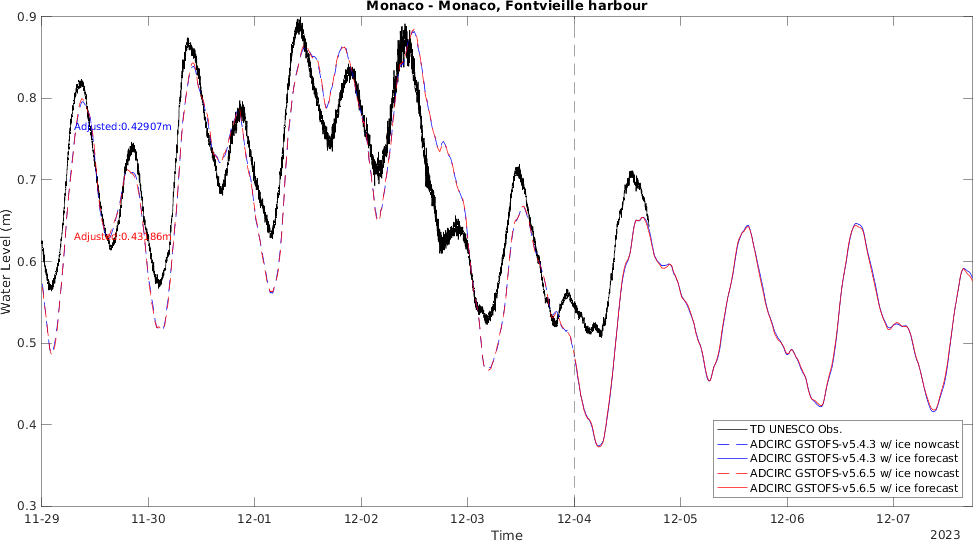 Monaco - Monaco, Fontvieille harbour
0.9
0.8
Adjusted:0.42907m
0.7
Water Level (m)
0.6
0.5
0.4
0.3
TD UNESCO Obs.
ADCIRC GSTOFS-v5.4.3 w/ ice nowcast
ADCIRC GSTOFS-v5.4.3 w/ ice forecast
ADCIRC GSTOFS-v5.6.5 w/ ice nowcast
ADCIRC GSTOFS-v5.6.5 w/ ice forecast
11-29 11-30 12-01 12-02 12-03 12-04 12-05 12-06 12-07
Time
2023